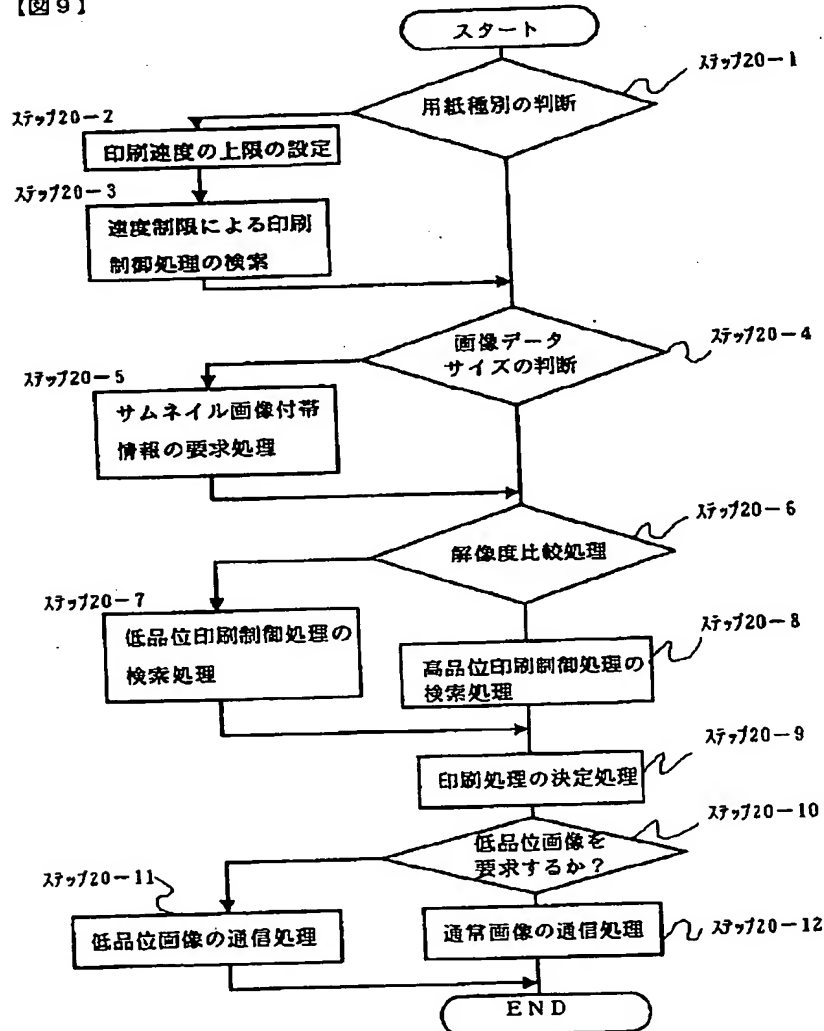 【図9】
スタート
ステップ20-1
用紙種別の判断
ステップ20-2
印刷速度の上限の設定
ステップ20-3
速度制限による印刷
制御処理の検索
ステップ20-4
画像データ
サイズの判断
ステップ20-5
サムネイル画像付帯
情報の要求処理
ステップ20-6
解像度比較処理
ステップ20-7
低品位印刷制御処理の
検索処理
ステップ20-8
高品位印刷制御処理の
検索処理
ステップ20-9
印刷処理の決定処理
ステップ20-10
低品位画像を
要求するか?
ステップ20-11
低品位画像の通信処理
通常画像の通信処理
ステップ20-12
END